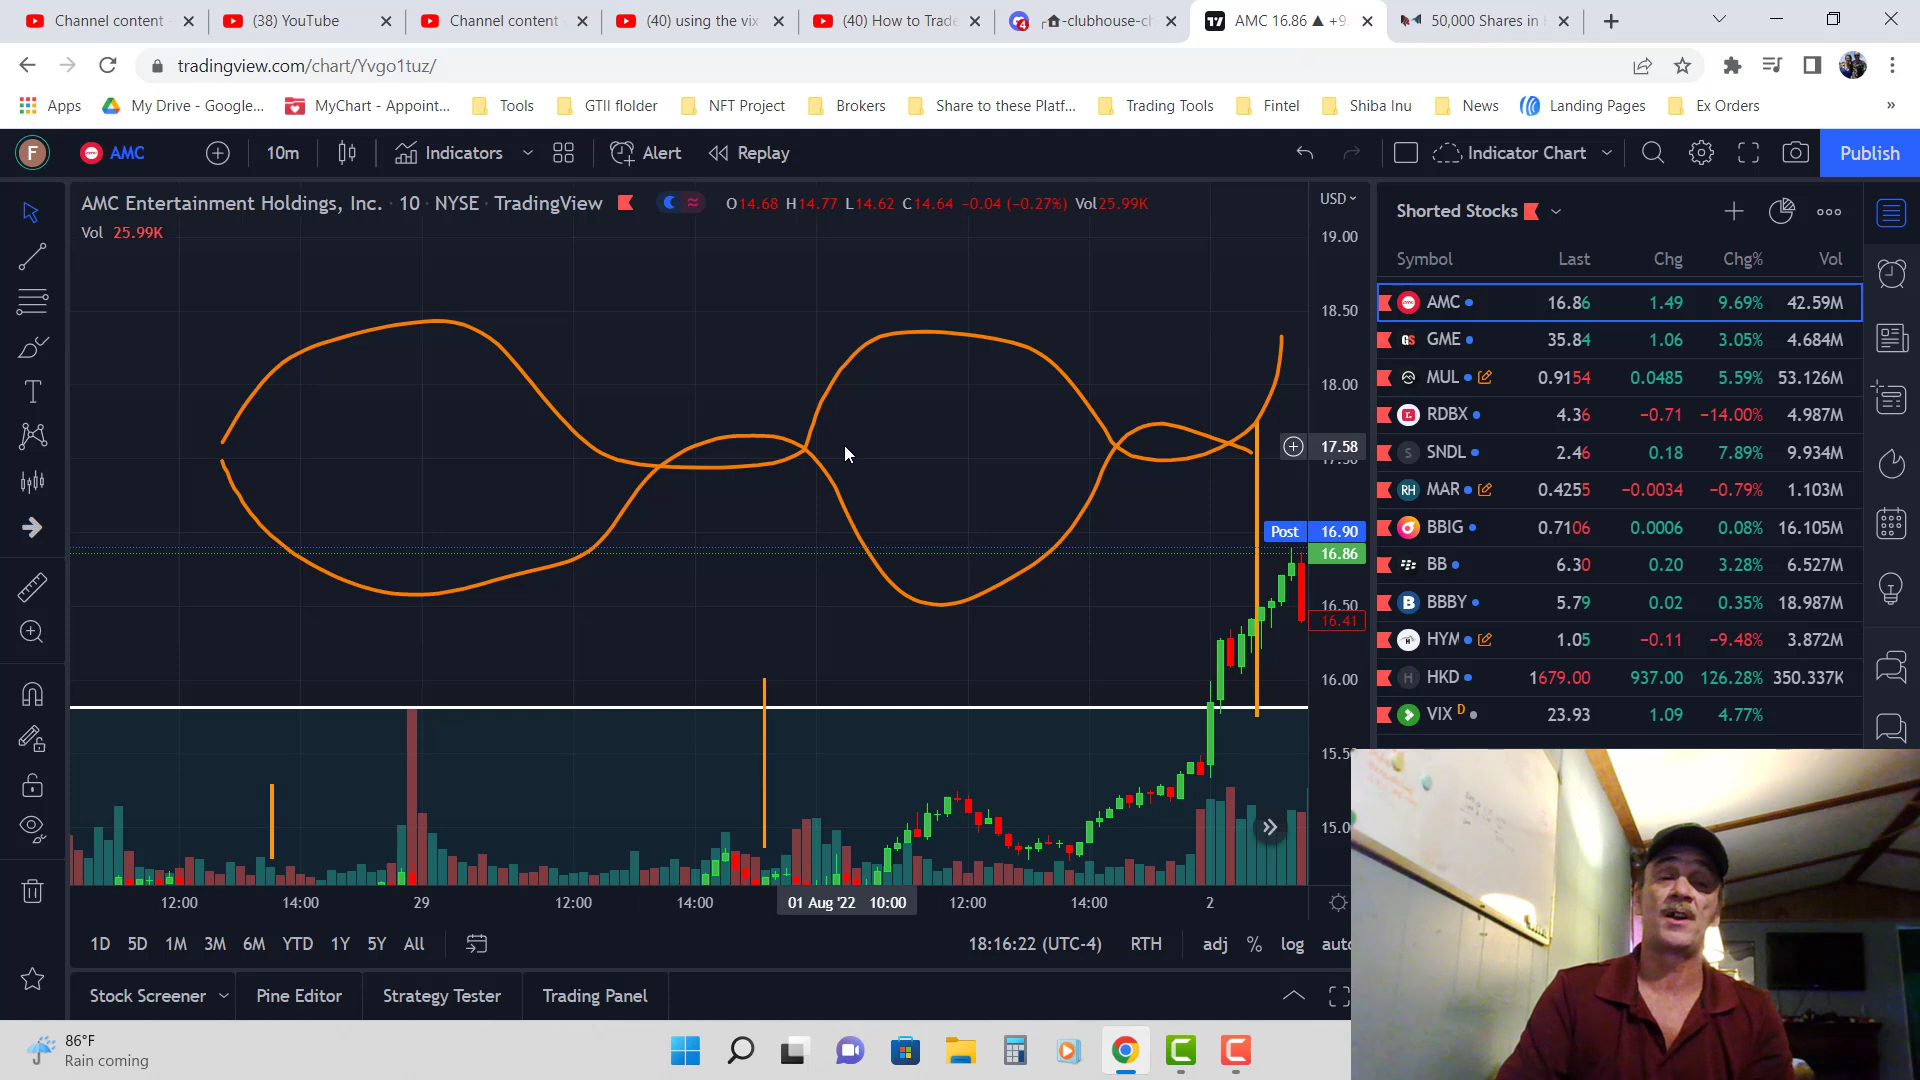 Channel content
(38) YouTube
Channel content
(40) using the vix
(40) How to Trade
clubhouse-ch
AMC 16.86 ▲ +9.
50,000 Shares in
tradingview.com/chart/Yvgo1tuz/
Apps
My Drive - Google...
MyChart - Appoint...
Tools
GTII flolder
NFT Project
Brokers
Share to these Platf...
Trading Tools
Fintel
Shiba Inu
News
Landing Pages
Ex Orders
»
F
AMC
10m
Indicators
Alert
Replay
Indicator Chart
Publish
AMC Entertainment Holdings, Inc. · 10 · NYSE · TradingView
O14.68 H14.77 L14.62 C14.64 −0.04 (−0.27%) Vol25.99K
Vol 25.99K
USD
19.00
18.50
18.00
17.58
Post 16.90
16.86
16.50
16.41
16.00
15.5
15.0
12:00
14:00
29
12:00
14:00
01 Aug '22 10:00
12:00
14:00
2
1D
5D
1M
3M
6M
YTD
1Y
5Y
All
18:16:22 (UTC-4)
RTH
adj
%
log
auto
Stock Screener
Pine Editor
Strategy Tester
Trading Panel
Shorted Stocks
Symbol Last Chg Chg% Vol
AMC 16.86 1.49 9.69% 42.59M
GME 35.84 1.06 3.05% 4.684M
MUL 0.9154 0.0485 5.59% 53.126M
RDBX 4.36 −0.71 −14.00% 4.987M
SNDL 2.46 0.18 7.89% 9.934M
MAR 0.4255 −0.0034 −0.79% 1.103M
BBIG 0.7106 0.0006 0.08% 16.105M
BB 6.30 0.20 3.28% 6.527M
BBBY 5.79 0.02 0.35% 18.987M
HYM 1.05 −0.11 −9.48% 3.872M
HKD 1679.00 937.00 126.28% 350.337K
VIX D 23.93 1.09 4.77%
86°F
Rain coming